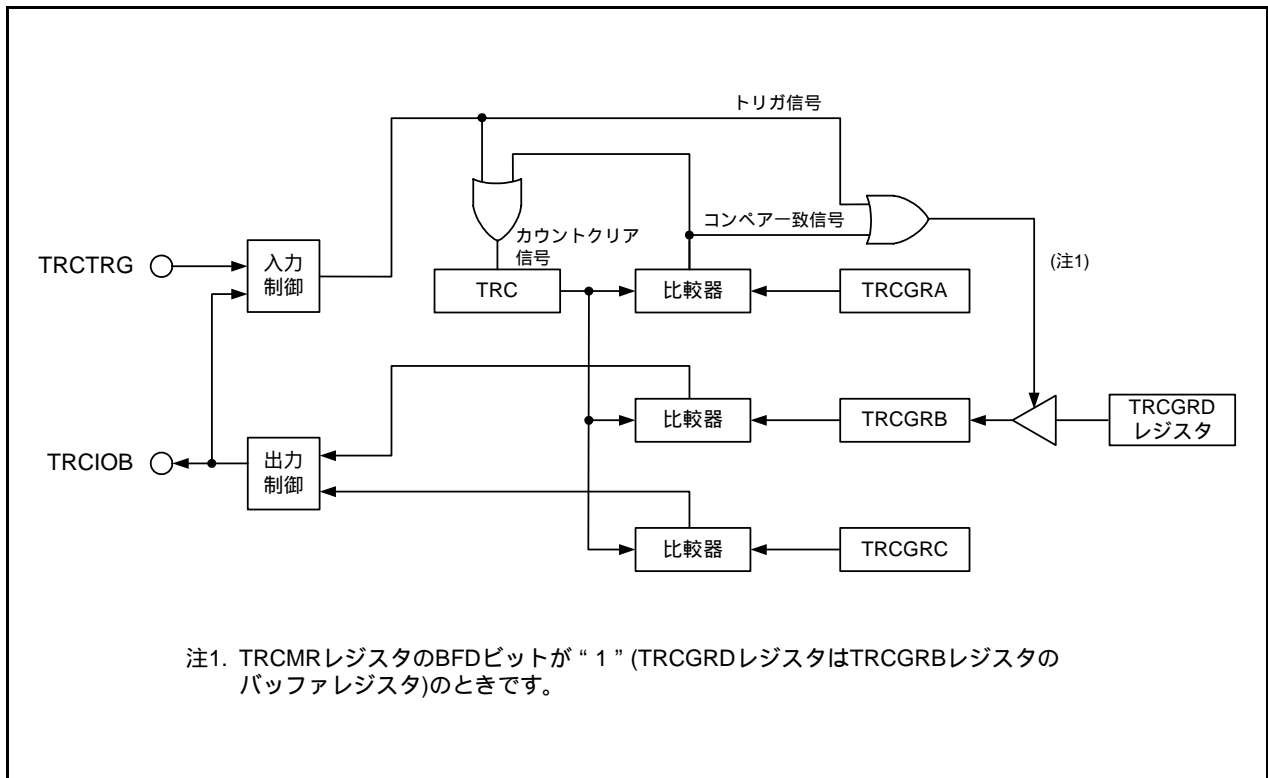 トリガ信号
コンペア一致信号
カウントクリア
信号
(注1)
TRCTRG
入力
制御
TRC
比較器
TRCGRA
比較器
TRCGRB
TRCGRD
レジスタ
TRCIOB
出力
制御
比較器
TRCGRC
注1. TRCMRレジスタのBFDビットが “ 1 ” (TRCGRDレジスタはTRCGRBレジスタの
バッファレジスタ)のときです。